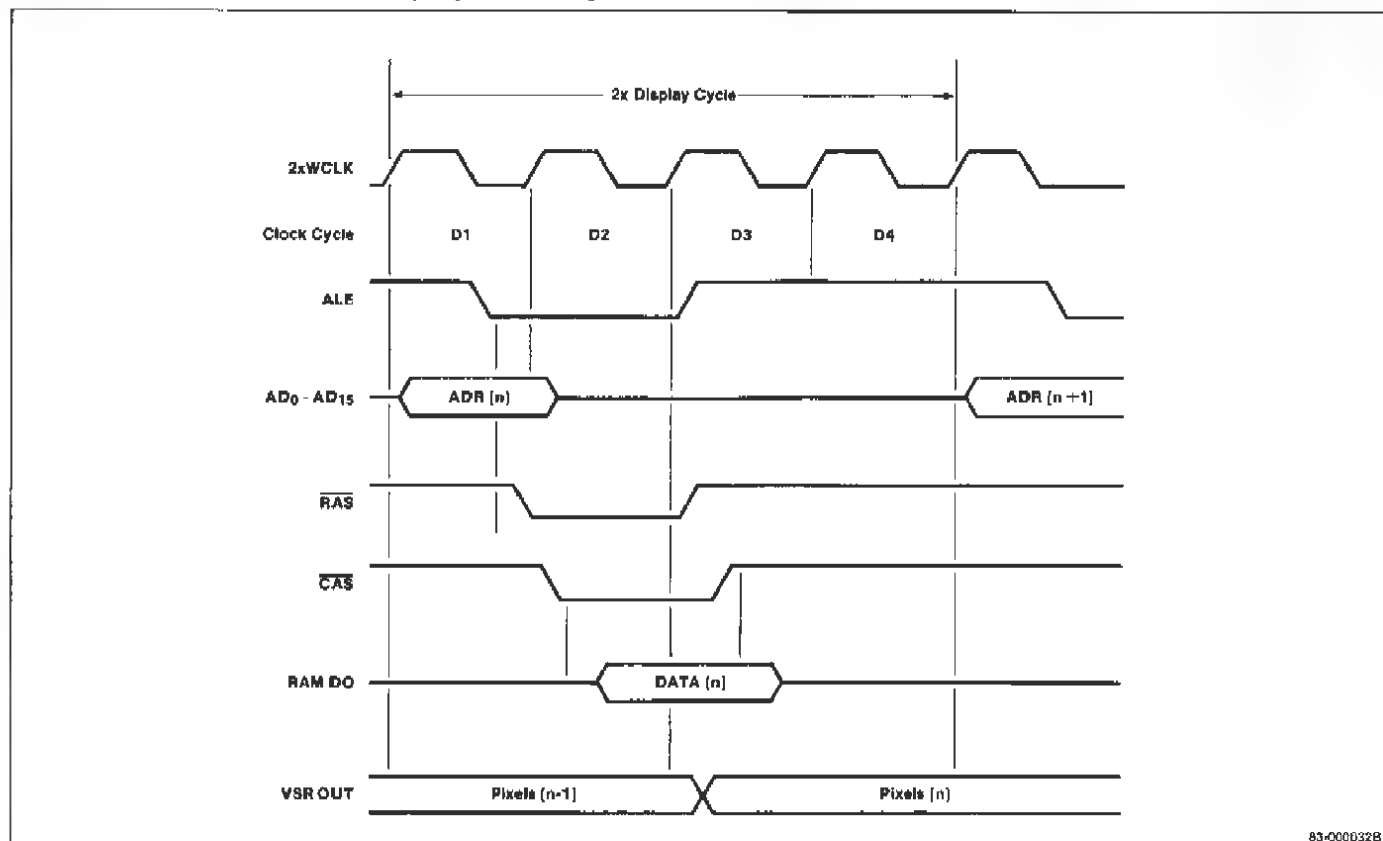 2x Display Cycle
2xWCLK
Clock Cycle D1 D2 D3 D4
ALE
AD0 - AD15 ADR [n] ADR [n+1]
RAS
CAS
RAM DO DATA [n]
VSR OUT Pixels [n-1] Pixels [n]
83-000032B